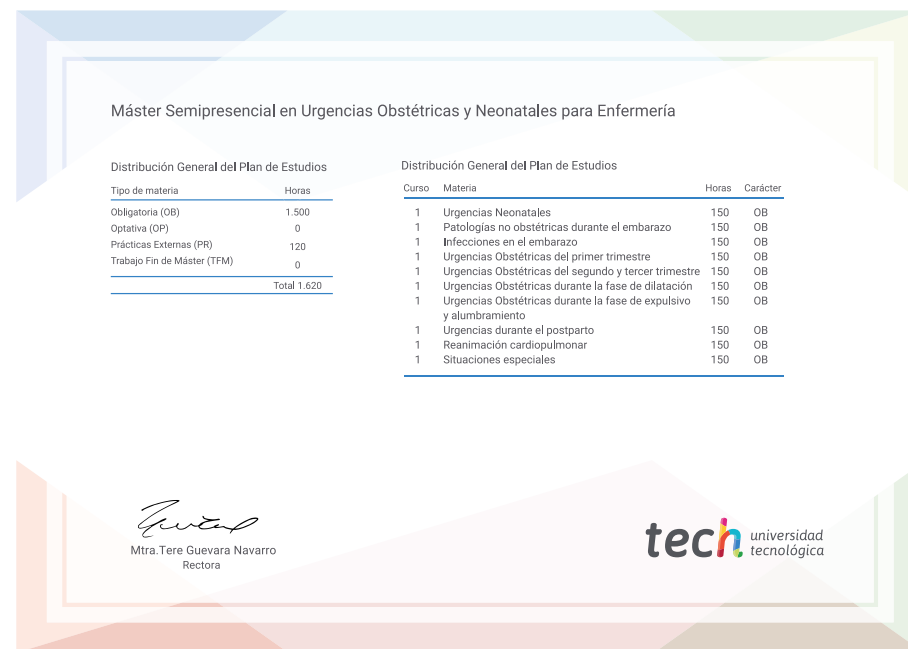 Máster Semipresencial en Urgencias Obstétricas y Neonatales para Enfermería
Distribución General del Plan de Estudios
Tipo de materia Horas
Obligatoria (OB) 1.500
Optativa (OP) 0
Prácticas Externas (PR) 120
Trabajo Fin de Máster (TFM) 0
Total 1.620
Distribución General del Plan de Estudios
Curso Materia Horas Carácter
1 Urgencias Neonatales 150 OB
1 Patologías no obstétricas durante el embarazo 150 OB
1 Infecciones en el embarazo 150 OB
1 Urgencias Obstétricas del primer trimestre 150 OB
1 Urgencias Obstétricas del segundo y tercer trimestre 150 OB
1 Urgencias Obstétricas durante la fase de dilatación 150 OB
1 Urgencias Obstétricas durante la fase de expulsivo 150 OB
y alumbramiento
1 Urgencias durante el postparto 150 OB
1 Reanimación cardiopulmonar 150 OB
1 Situaciones especiales 150 OB
Mtra.Tere Guevara Navarro
Rectora
tech universidad
tecnológica